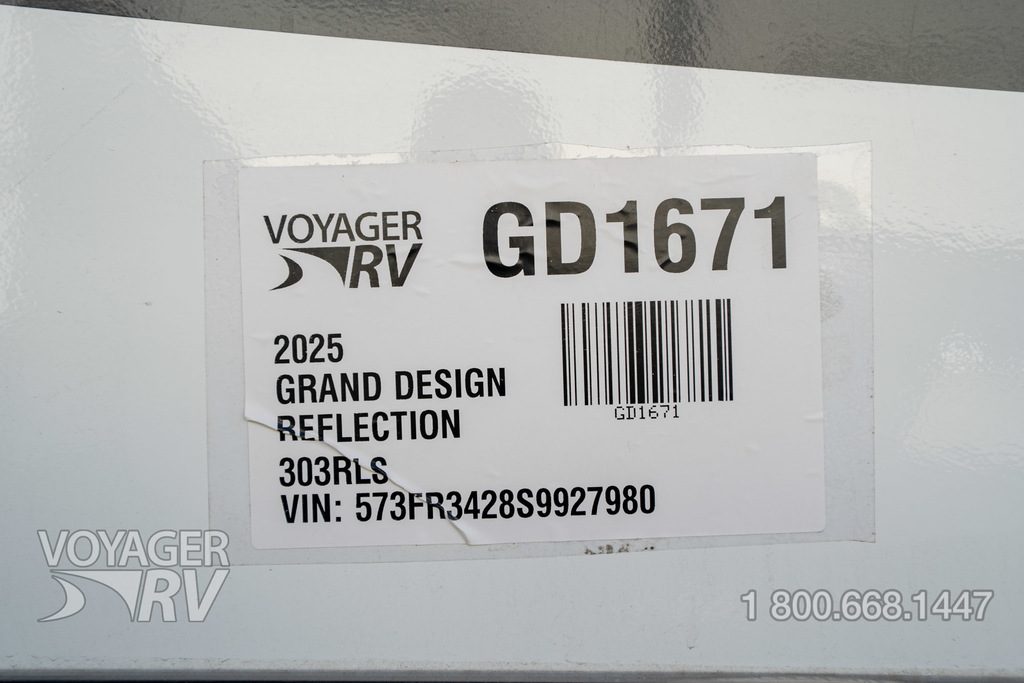 VOYAGER
RV
GD1671
2025
GRAND DESIGN
REFLECTION
303RLS
VIN: 573FR3428S9927980
GD1671
VOYAGER
RV
1 800.668.1447